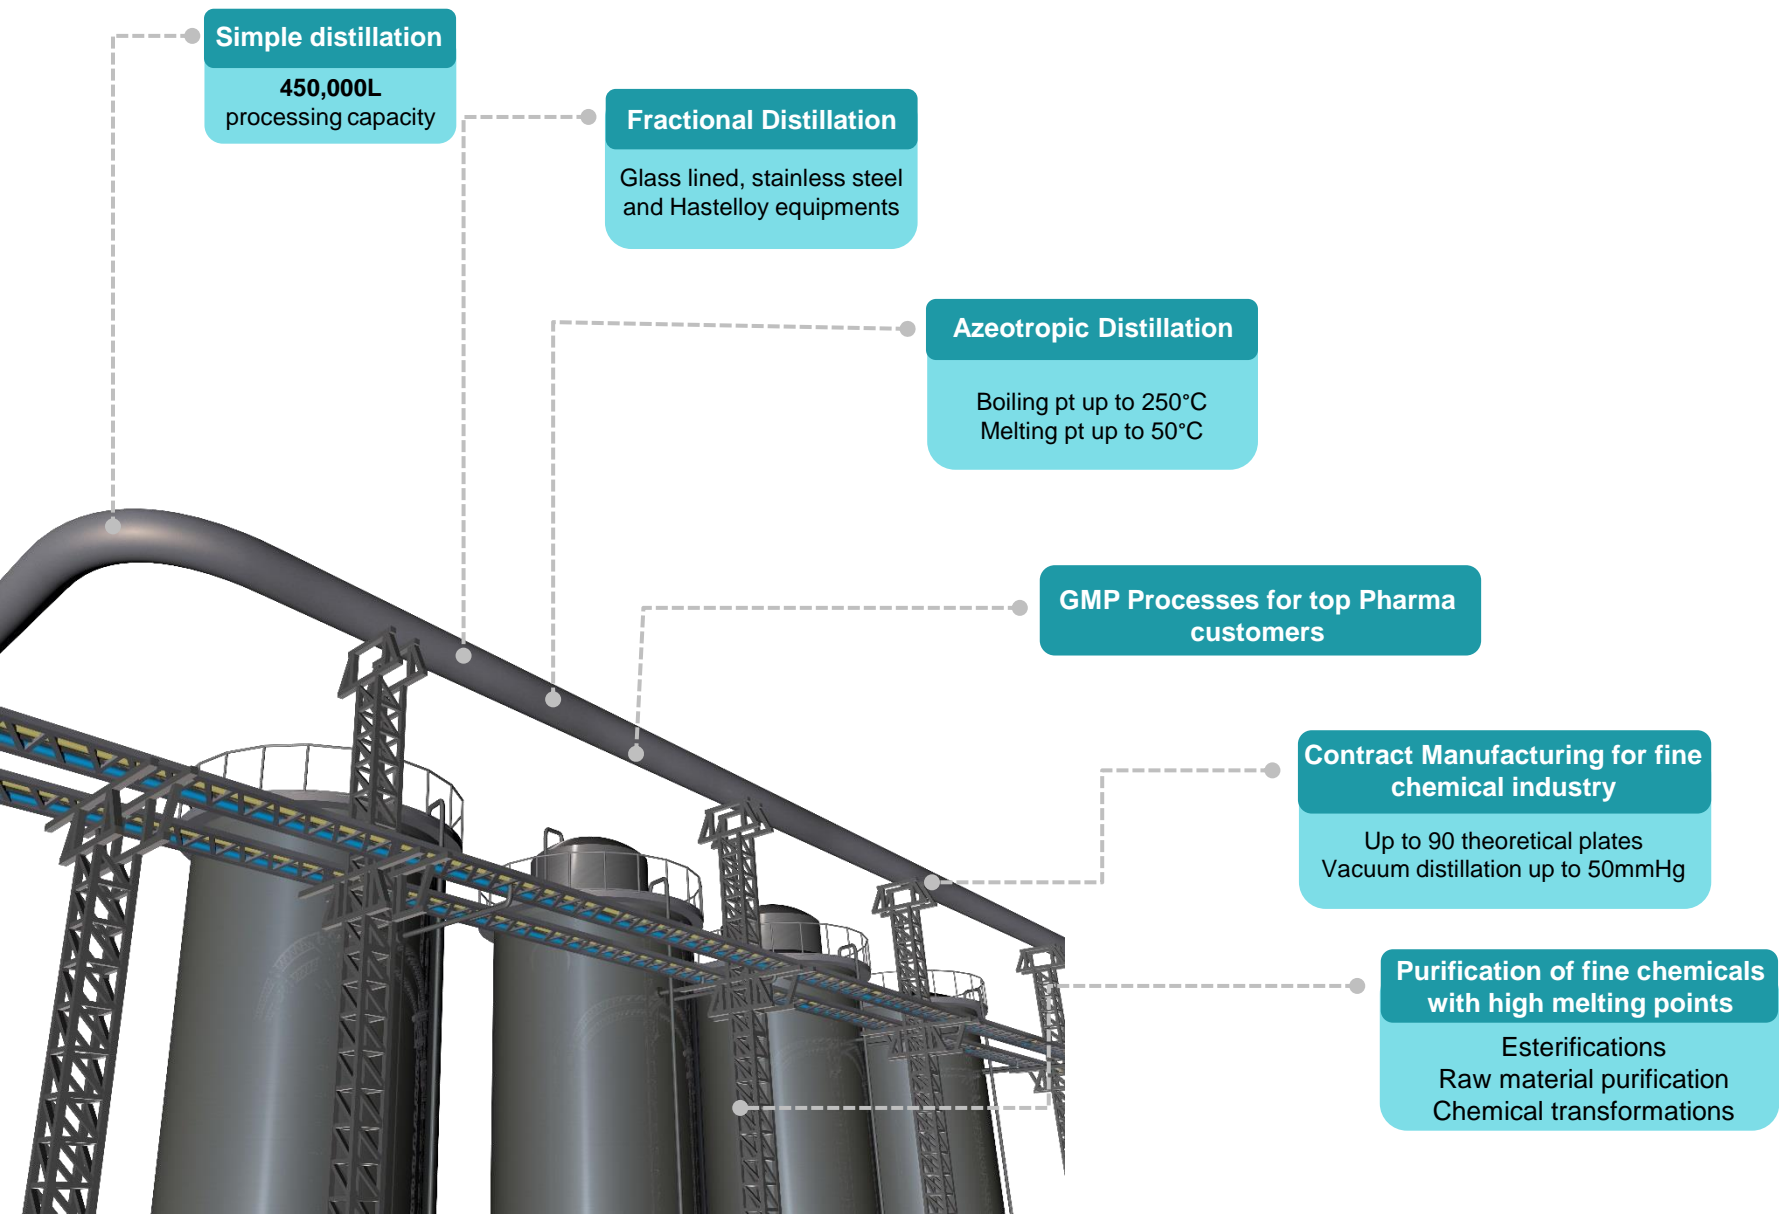 Simple distillation
450,000L
processing capacity
Fractional Distillation
Glass lined, stainless steel
and Hastelloy equipments
Azeotropic Distillation
Boiling pt up to 250°C
Melting pt up to 50°C
GMP Processes for top Pharma
customers
Contract Manufacturing for fine
chemical industry
Up to 90 theoretical plates
Vacuum distillation up to 50mmHg
Purification of fine chemicals
with high melting points
Esterifications
Raw material purification
Chemical transformations